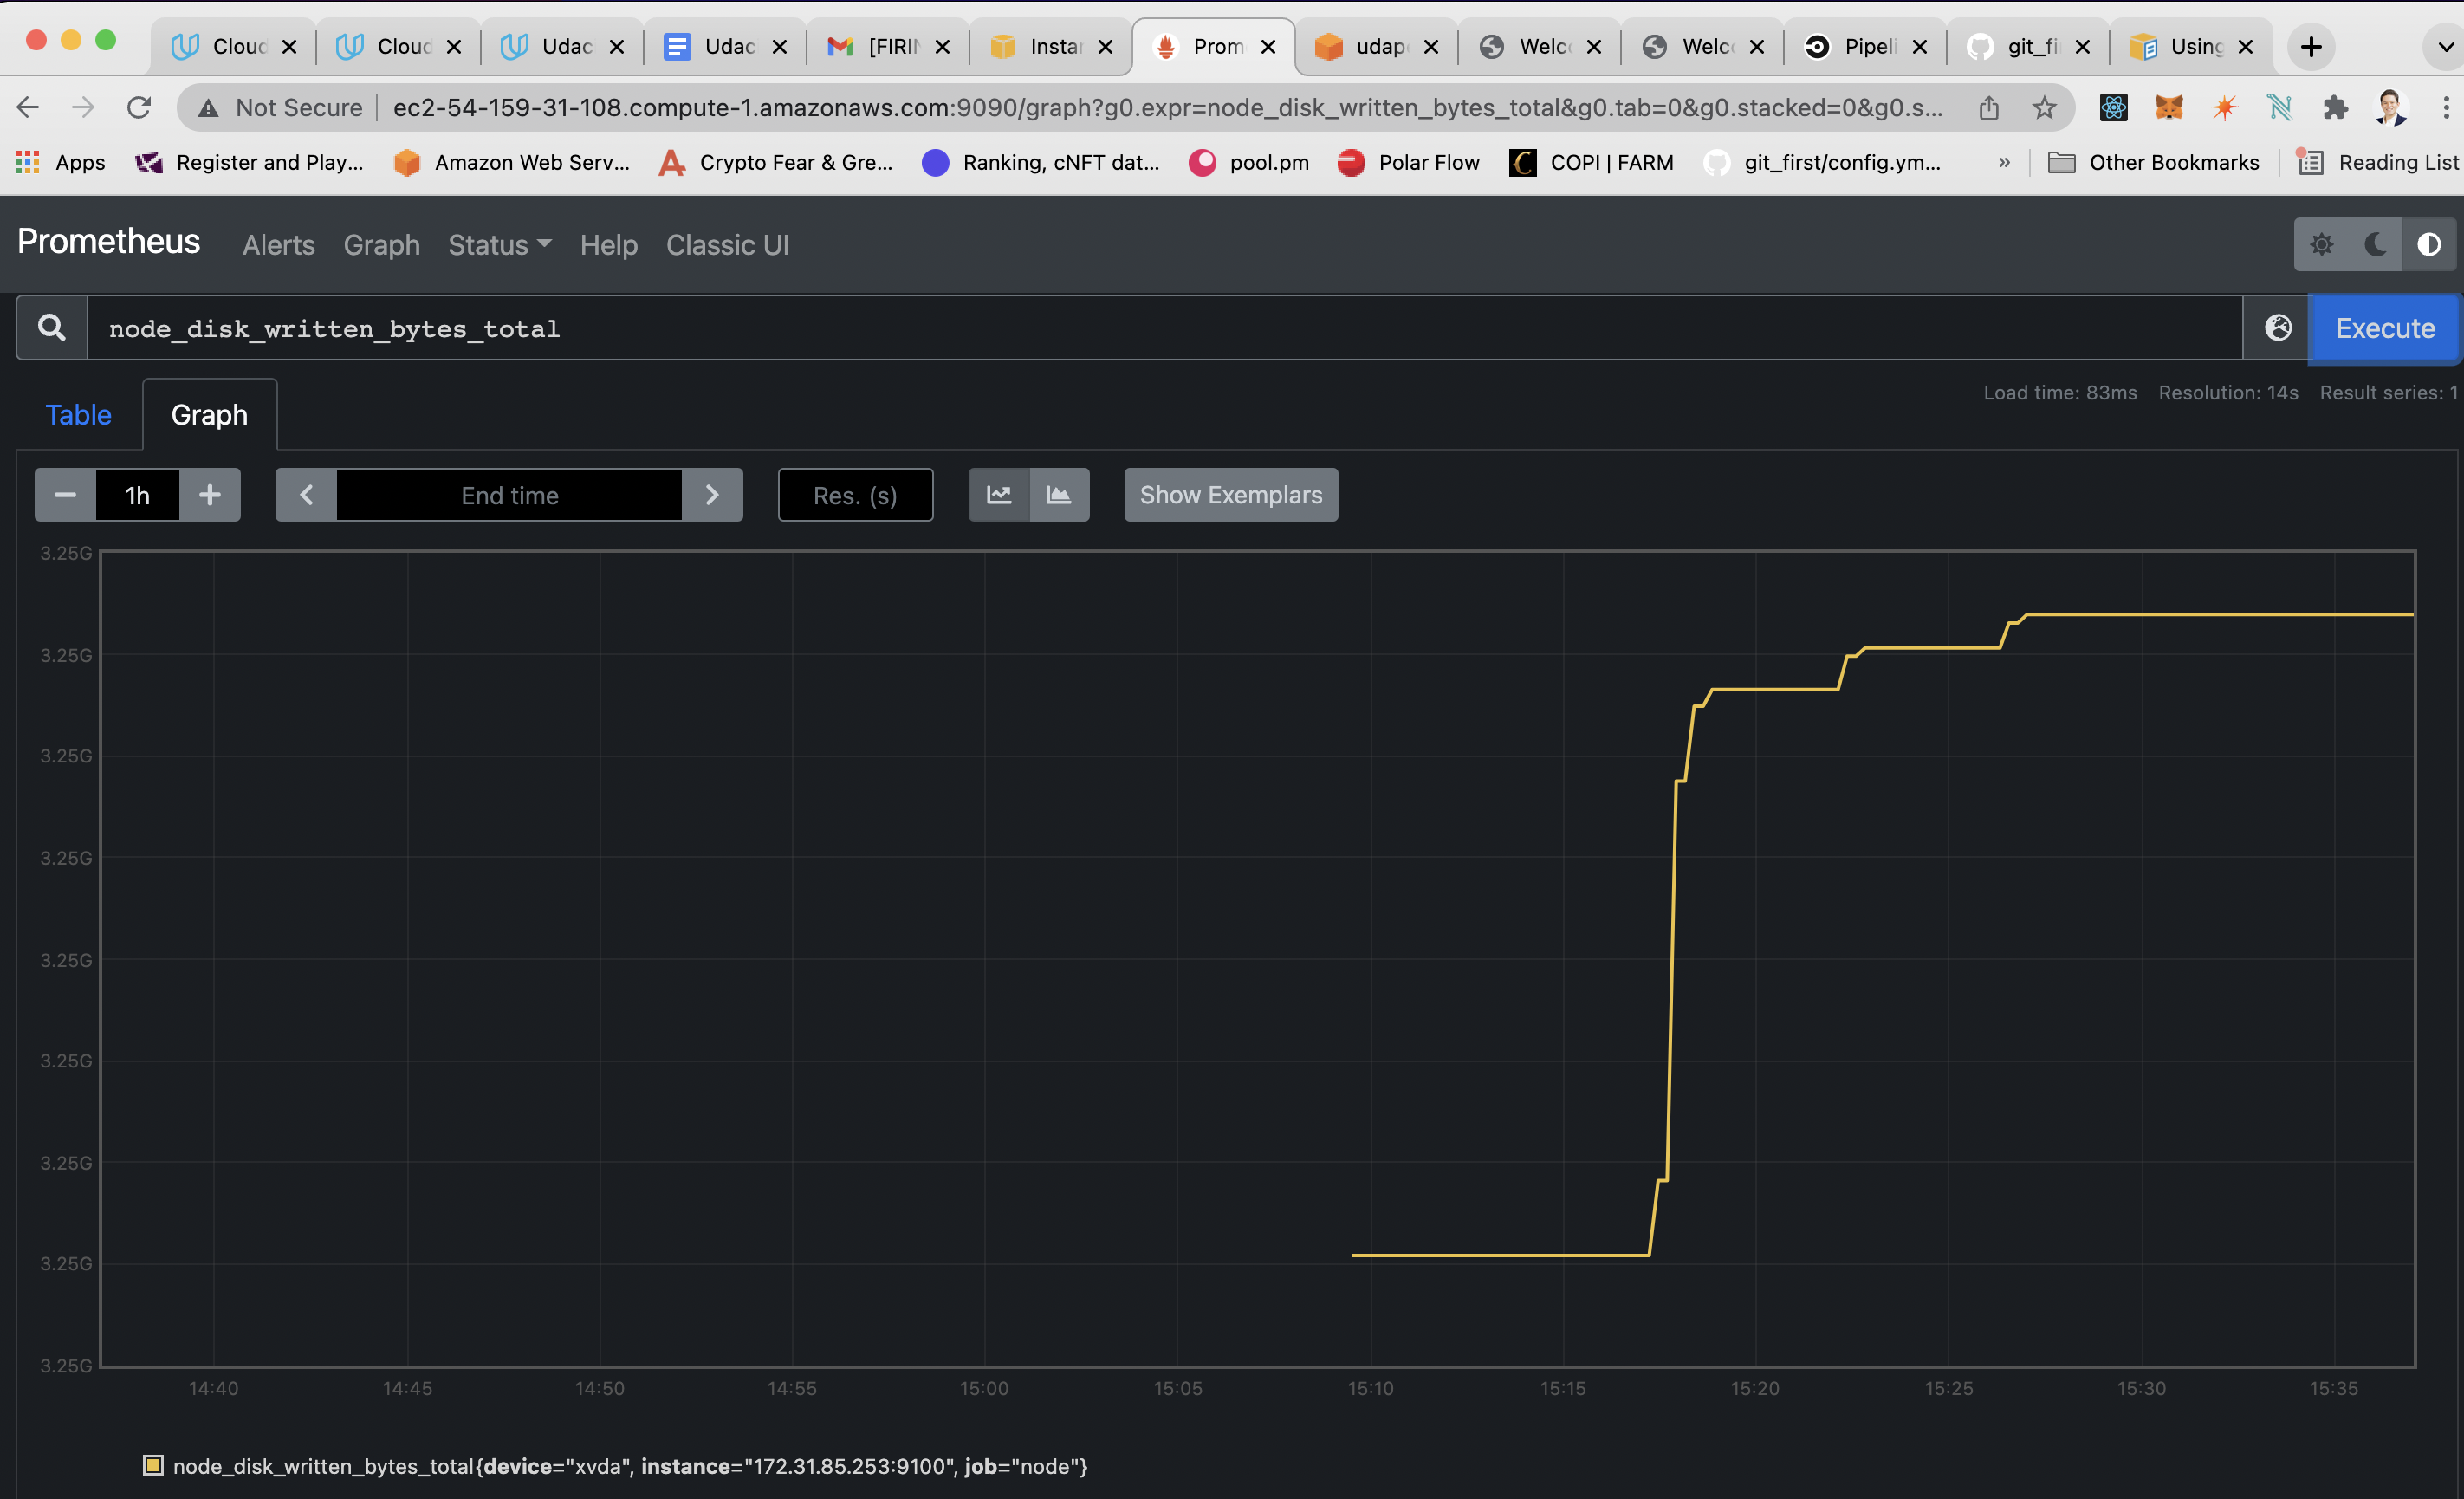 Cloud Cloud Udac Udac [FIRIN Instan Prom udape Welco Welco Pipeli git_fi Using
Not Secure ec2-54-159-31-108.compute-1.amazonaws.com:9090/graph?g0.expr=node_disk_written_bytes_total&g0.tab=0&g0.stacked=0&g0.s...
Apps Register and Play... Amazon Web Serv... Crypto Fear & Gre... Ranking, cNFT dat... pool.pm Polar Flow COPI | FARM git_first/config.ym... » Other Bookmarks Reading List
Prometheus Alerts Graph Status Help Classic UI
node_disk_written_bytes_total Execute
Load time: 83ms Resolution: 14s Result series: 1
Table Graph
1h End time Res. (s) Show Exemplars
3.25G
3.25G
3.25G
3.25G
3.25G
3.25G
3.25G
3.25G
3.25G
14:40 14:45 14:50 14:55 15:00 15:05 15:10 15:15 15:20 15:25 15:30 15:35
node_disk_written_bytes_total{device="xvda", instance="172.31.85.253:9100", job="node"}